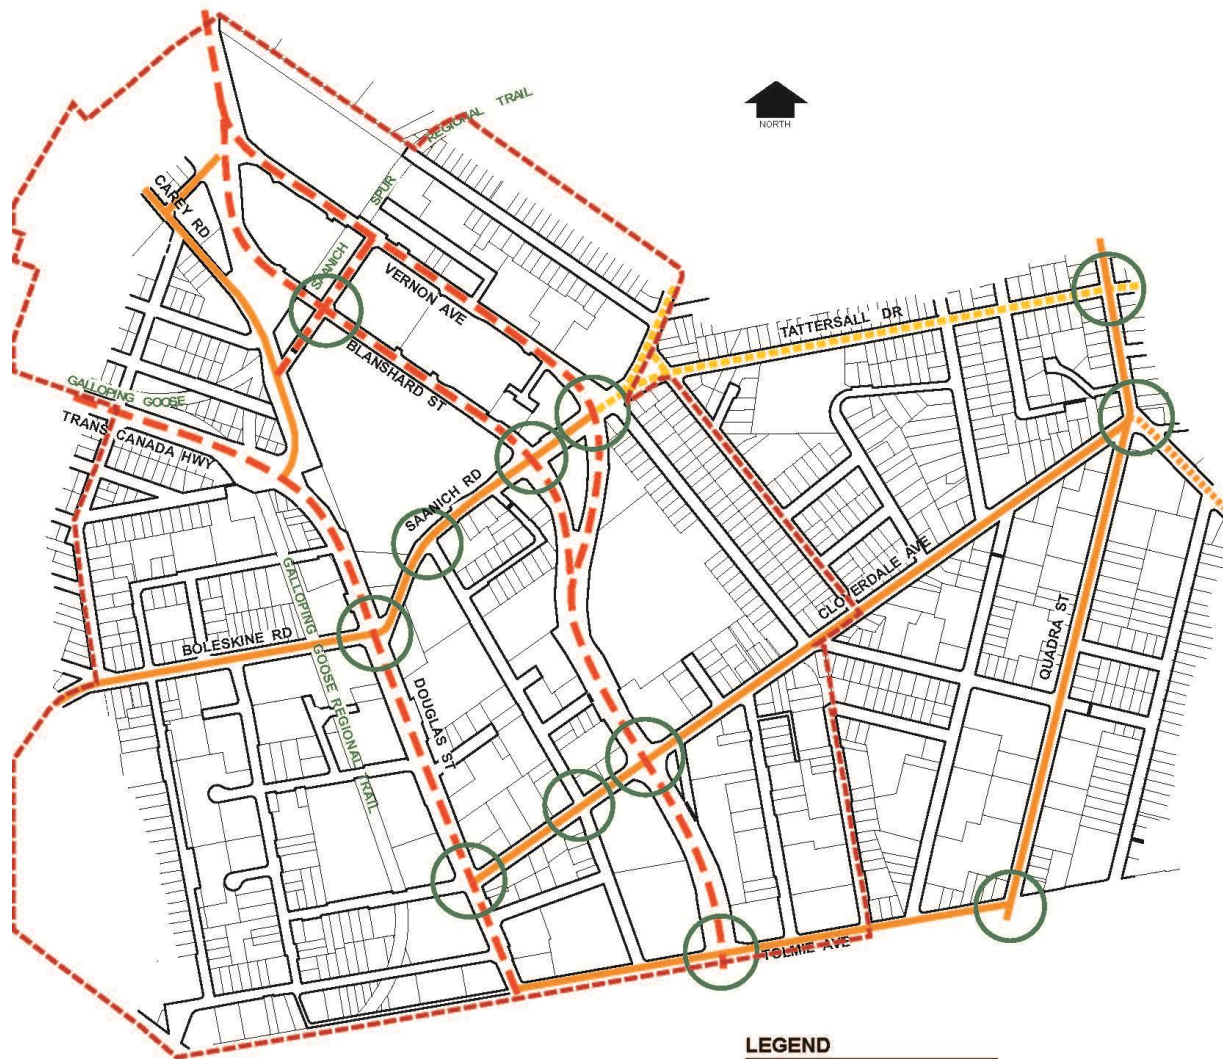 REGIONAL TRAIL
NORTH
SPUR
CAREY RD
SAANICH
VERNON AVE
TATTERSALL DR
BLANSHARD ST
GALLOPING GOOSE
TRANS CANADA HWY
SAANICH RD
CLOVERDALE AVE
GALLOPING GOOSE REGIONAL TRAIL
BOLESKINE RD
QUADRA ST
DOUGLAS ST
TOLMIE AVE
LEGEND